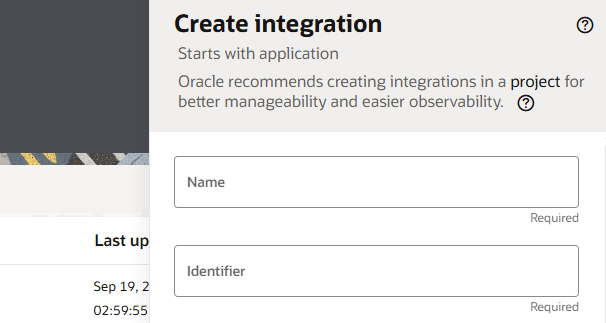 Create integration
Starts with application
Oracle recommends creating integrations in a project for
better manageability and easier observability.
Name
Required
Last up
Identifier
Sep 19, 2
Required
02:59:55